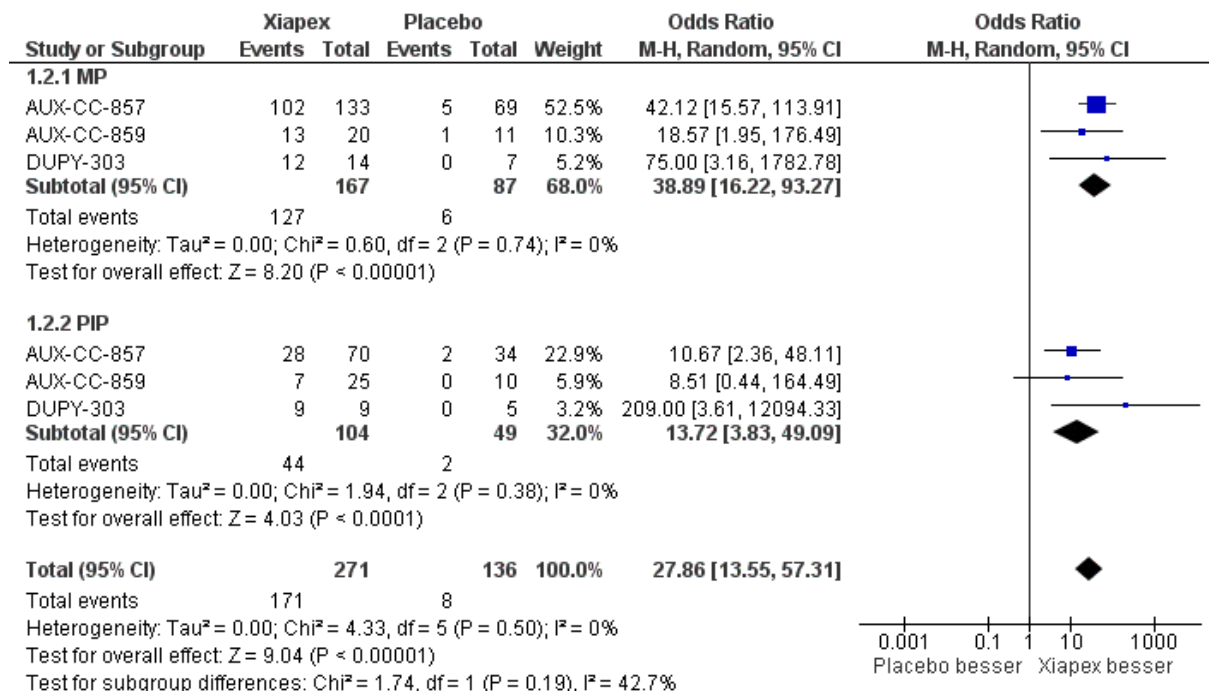 Xiapex Placebo Odds Ratio Odds Ratio
Study or Subgroup Events Total Events Total Weight M-H, Random, 95% CI M-H, Random, 95% CI
1.2.1 MP
AUX-CC-857 102 133 5 69 52.5% 42.12 [15.57, 113.91]
AUX-CC-859 13 20 1 11 10.3% 18.57 [1.95, 176.49]
DUPY-303 12 14 0 7 5.2% 75.00 [3.16, 1782.78]
Subtotal (95% CI) 167 87 68.0% 38.89 [16.22, 93.27]
Total events 127 6
Heterogeneity: Tau² = 0.00; Chi² = 0.60, df = 2 (P = 0.74); I² = 0%
Test for overall effect: Z = 8.20 (P < 0.00001)
1.2.2 PIP
AUX-CC-857 28 70 2 34 22.9% 10.67 [2.36, 48.11]
AUX-CC-859 7 25 0 10 5.9% 8.51 [0.44, 164.49]
DUPY-303 9 9 0 5 3.2% 209.00 [3.61, 12094.33]
Subtotal (95% CI) 104 49 32.0% 13.72 [3.83, 49.09]
Total events 44 2
Heterogeneity: Tau² = 0.00; Chi² = 1.94, df = 2 (P = 0.38); I² = 0%
Test for overall effect: Z = 4.03 (P < 0.0001)
Total (95% CI) 271 136 100.0% 27.86 [13.55, 57.31]
Total events 171 8
Heterogeneity: Tau² = 0.00; Chi² = 4.33, df = 5 (P = 0.50); I² = 0%
Test for overall effect: Z = 9.04 (P < 0.00001)
Test for subgroup differences: Chi² = 1.74, df = 1 (P = 0.19), I² = 42.7%
0.001 0.1 1 10 1000
Placebo besser Xiapex besser